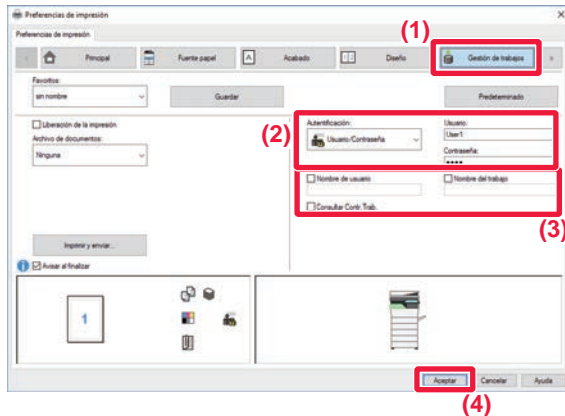 Preferencias de impresión
Preferencias de impresión
(1)
Principal
Fuente papel
A
Acabado
Diseño
Gestión de trabajos
Favoritos:
sin nombre
Guardar
Predeterminado
Liberación de la impresión
Archivo de documentos:
Ninguna
(2)
Autentificación:
Usuario/Contraseña
Usuario:
User1
Contraseña:
••••
Nombre de usuario
Nombre del trabajo
Consultar Contr. Trab.
(3)
Imprimir y enviar...
Avisar al finalizar
1
Aceptar
Cancelar
Ayuda
(4)